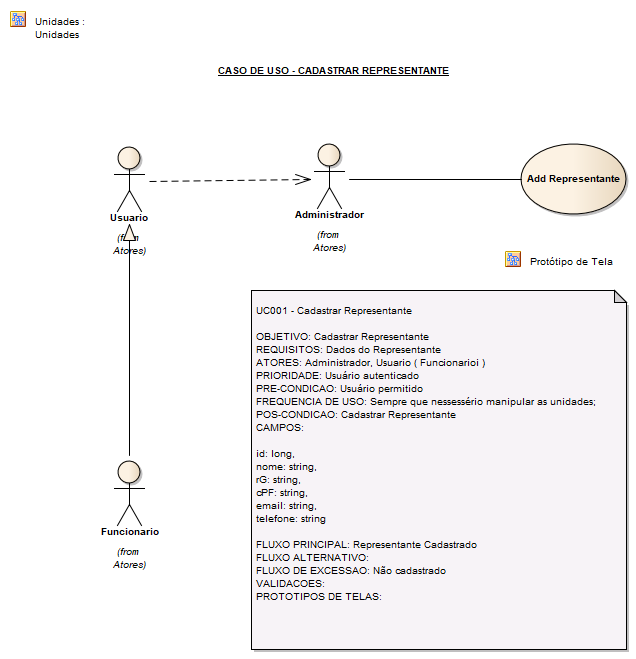 Unidades :
Unidades
CASO DE USO - CADASTRAR REPRESENTANTE
Usuario
(from
Atores)
Administrador
(from
Atores)
Add Representante
Protótipo de Tela
UC001 - Cadastrar Representante
OBJETIVO: Cadastrar Representante
REQUISITOS: Dados do Representante
ATORES: Administrador, Usuario ( Funcionarioi )
PRIORIDADE: Usuário autenticado
PRE-CONDICAO: Usuário permitido
FREQUENCIA DE USO: Sempre que nessessério manipular as unidades;
POS-CONDICAO: Cadastrar Representante
CAMPOS:
id: long,
nome: string,
rG: string,
cPF: string,
email: string,
telefone: string
FLUXO PRINCIPAL: Representante Cadastrado
FLUXO ALTERNATIVO:
FLUXO DE EXCESSAO: Não cadastrado
VALIDACOES:
PROTOTIPOS DE TELAS:
Funcionario
(from
Atores)